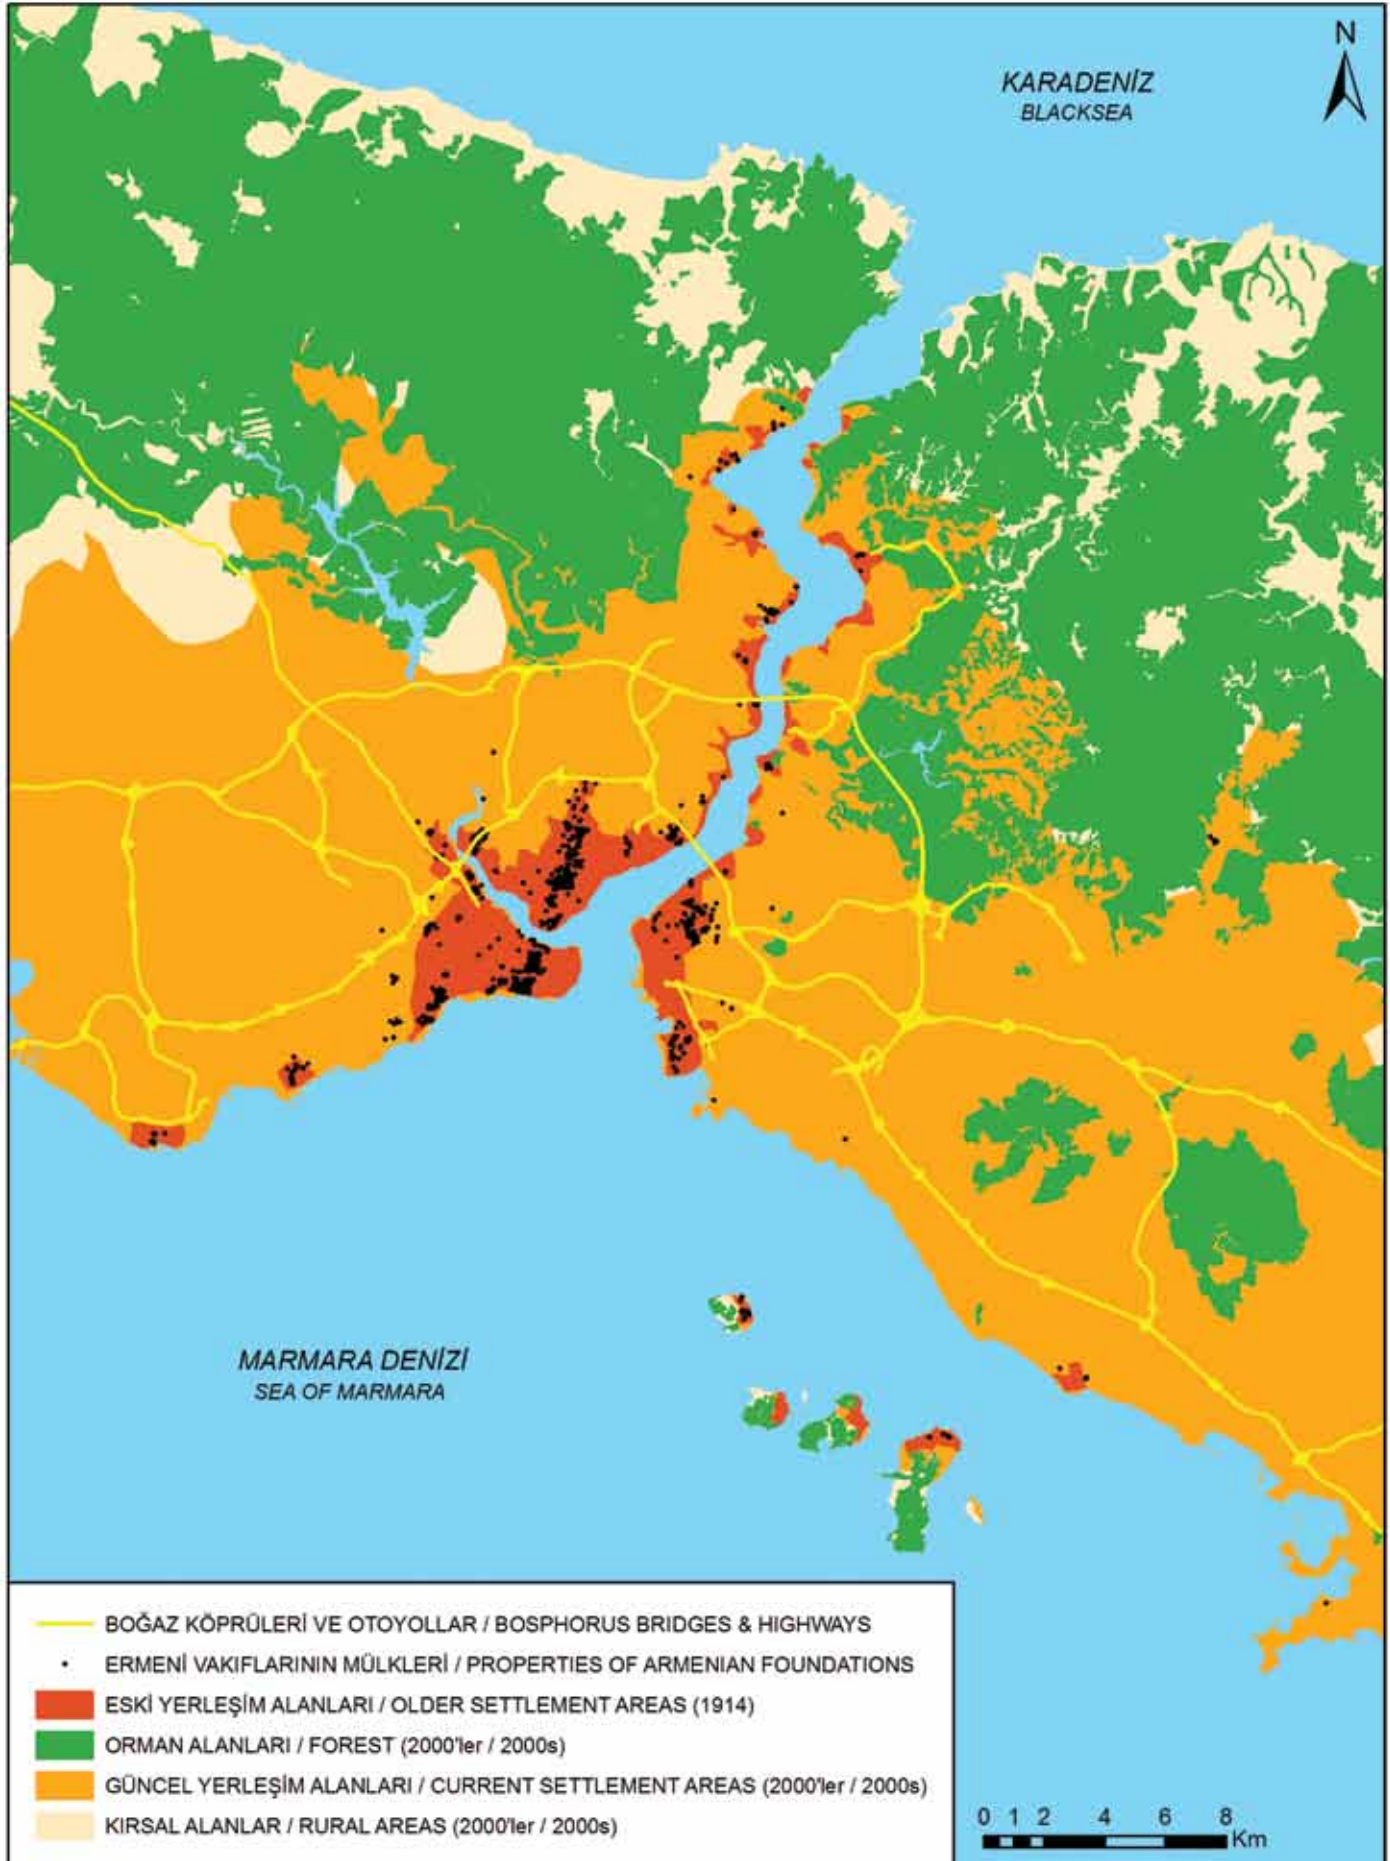 N
KARADENİZ
BLACKSEA
MARMARA DENİZİ
SEA OF MARMARA
BOĞAZ KÖPRÜLERİ VE OTOYOLLAR / BOSPHORUS BRIDGES & HIGHWAYS
ERMENİ VAKIFLARININ MÜLKLERİ / PROPERTIES OF ARMENIAN FOUNDATIONS
ESKİ YERLEŞİM ALANLARI / OLDER SETTLEMENT AREAS (1914)
ORMAN ALANLARI / FOREST (2000'ler / 2000s)
GÜNCEL YERLEŞİM ALANLARI / CURRENT SETTLEMENT AREAS (2000'ler / 2000s)
KIRSAL ALANLAR / RURAL AREAS (2000'ler / 2000s)
0 1 2 4 6 8
Km